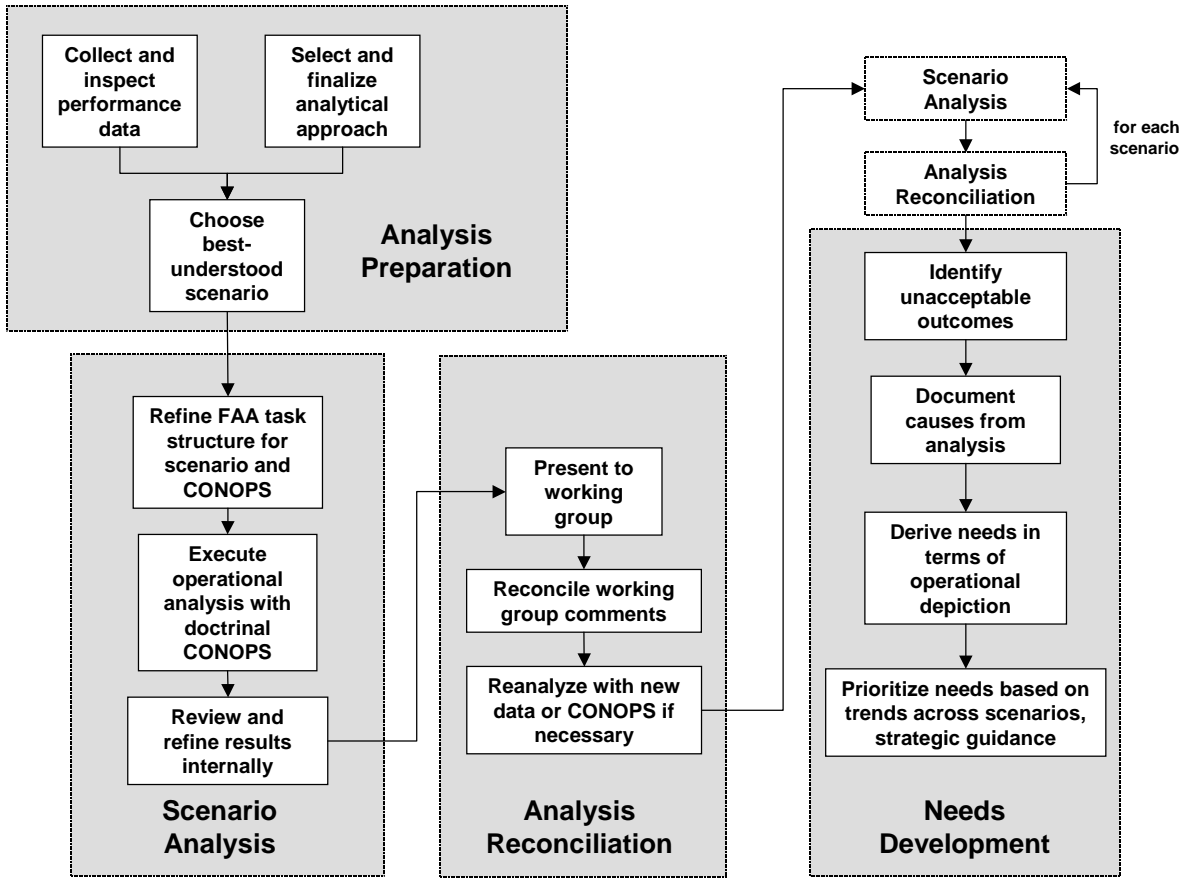 Collect and
inspect
performance
data
Select and
finalize
analytical
approach
Choose
best-
understood
scenario
Analysis
Preparation
Refine FAA task
structure for
scenario and
CONOPS
Execute
operational
analysis with
doctrinal
CONOPS
Review and
refine results
internally
Scenario
Analysis
Present to
working
group
Reconcile working
group comments
Reanalyze with new
data or CONOPS if
necessary
Analysis
Reconciliation
Scenario
Analysis
for each
scenario
Analysis
Reconciliation
Identify
unacceptable
outcomes
Document
causes from
analysis
Derive needs in
terms of
operational
depiction
Prioritize needs based on
trends across scenarios,
strategic guidance
Needs
Development